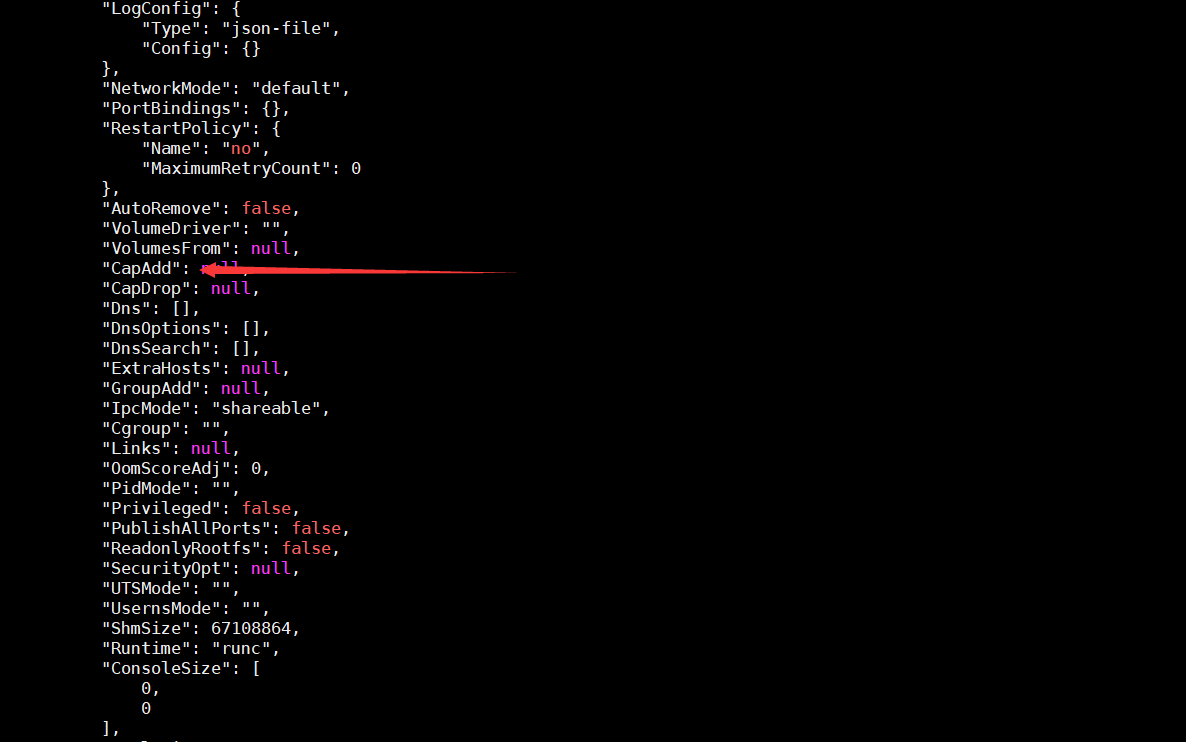 "LogConfig": {
"Type": "json-file",
"Config": {}
},
"NetworkMode": "default",
"PortBindings": {},
"RestartPolicy": {
"Name": "no",
"MaximumRetryCount": 0
},
"AutoRemove": false,
"VolumeDriver": "",
"VolumesFrom": null,
"CapAdd": null,
"CapDrop": null,
"Dns": [],
"DnsOptions": [],
"DnsSearch": [],
"ExtraHosts": null,
"GroupAdd": null,
"IpcMode": "shareable",
"Cgroup": "",
"Links": null,
"OomScoreAdj": 0,
"PidMode": "",
"Privileged": false,
"PublishAllPorts": false,
"ReadonlyRootfs": false,
"SecurityOpt": null,
"UTSMode": "",
"UsernsMode": "",
"ShmSize": 67108864,
"Runtime": "runc",
"ConsoleSize": [
0,
0
],